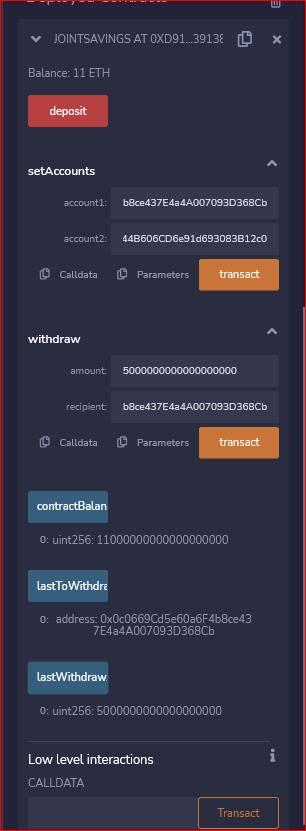 Deployed Contracts
JOINTSAVINGS AT 0XD91...39138
Balance: 11 ETH
deposit
setAccounts
account1: b8ce437E4a4A007093D368Cb
account2: 44B606CD6e91d693083B12c0
Calldata Parameters transact
withdraw
amount: 5000000000000000000
recipient: b8ce437E4a4A007093D368Cb
Calldata Parameters transact
contractBalan
0: uint256: 11000000000000000000
lastToWithdra
0: address: 0x0c0669Cd5e60a6F4b8ce43
7E4a4A007093D368Cb
lastWithdraw
0: uint256: 5000000000000000000
Low level interactions
CALLDATA
Transact